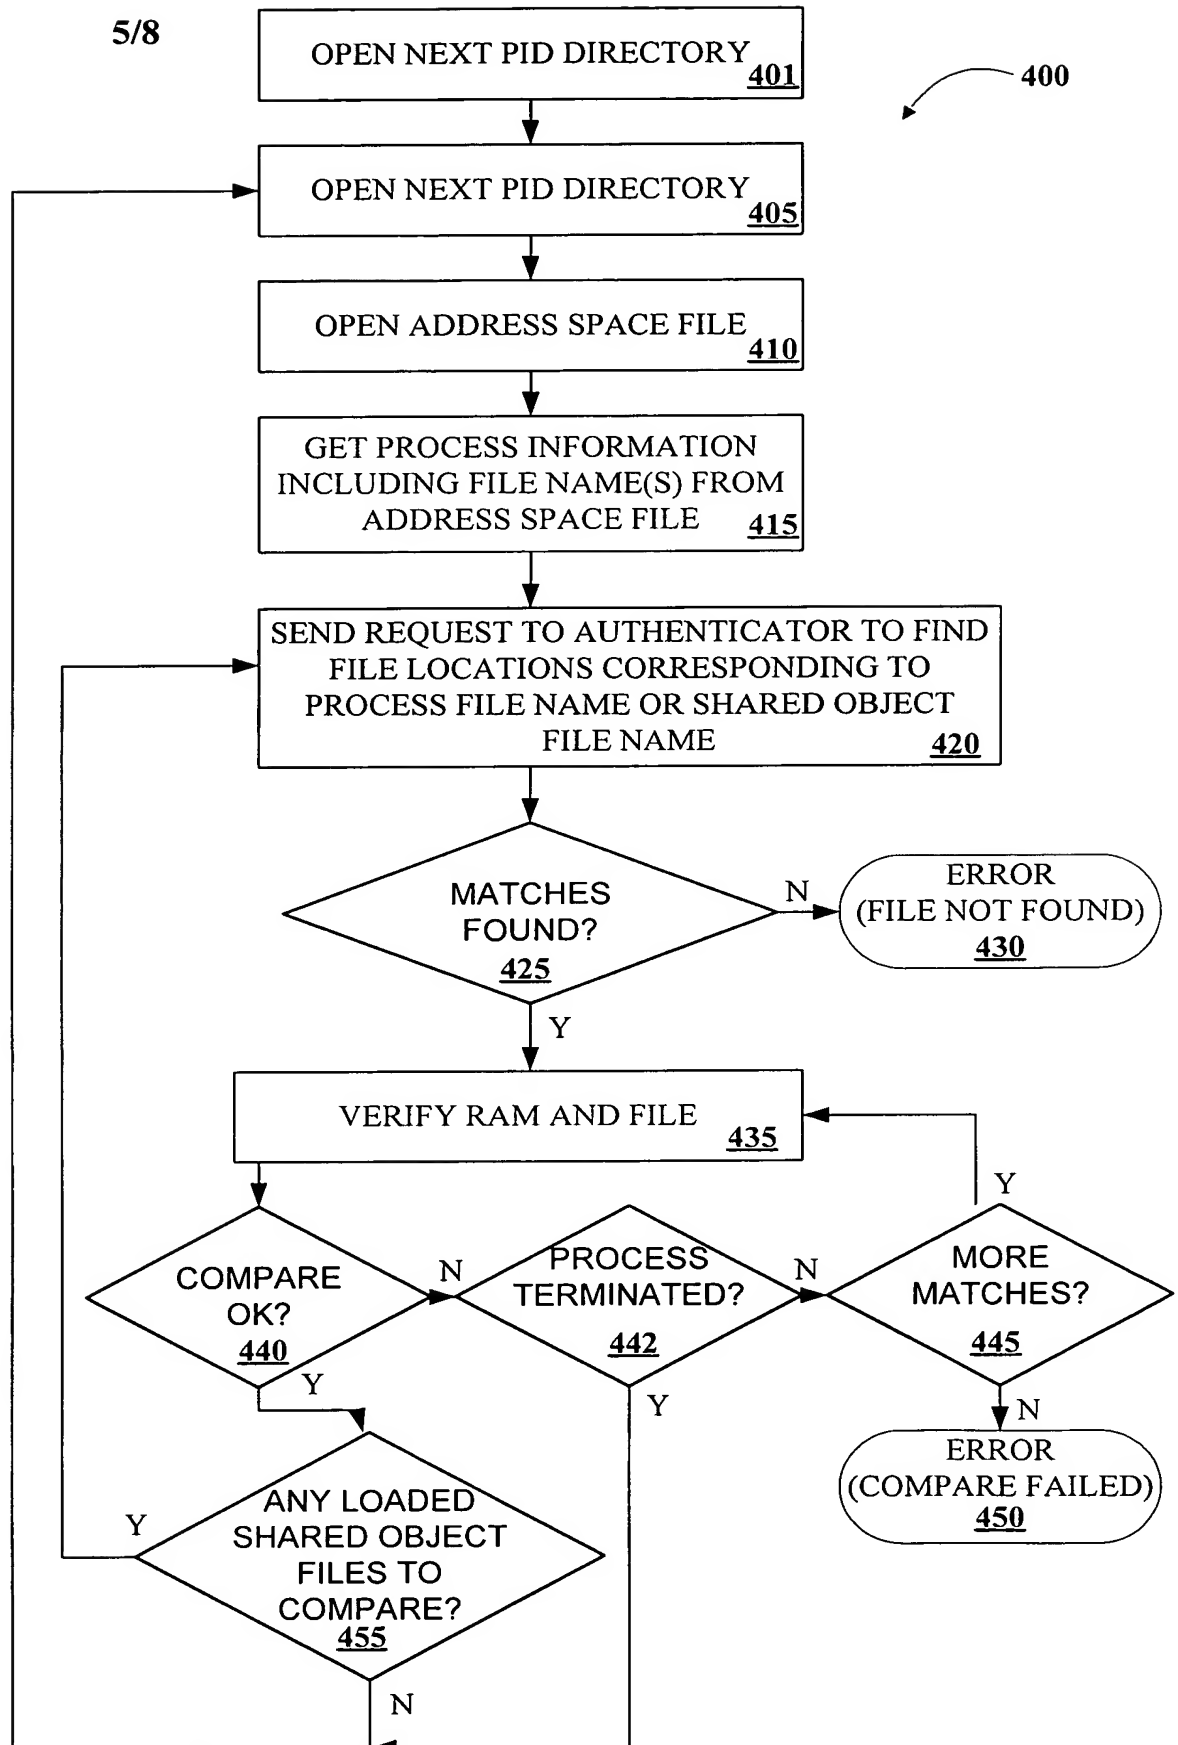 5/8
OPEN NEXT PID DIRECTORY
401
400
OPEN NEXT PID DIRECTORY
405
OPEN ADDRESS SPACE FILE
410
GET PROCESS INFORMATION
INCLUDING FILE NAME(S) FROM
ADDRESS SPACE FILE
415
SEND REQUEST TO AUTHENTICATOR TO FIND
FILE LOCATIONS CORRESPONDING TO
PROCESS FILE NAME OR SHARED OBJECT
FILE NAME
420
MATCHES
FOUND?
425
N
ERROR
(FILE NOT FOUND)
430
Y
VERIFY RAM AND FILE
435
COMPARE
OK?
440
N
PROCESS
TERMINATED?
442
N
MORE
MATCHES?
445
Y
Y
Y
N
ERROR
(COMPARE FAILED)
450
ANY LOADED
SHARED OBJECT
FILES TO
COMPARE?
455
Y
N